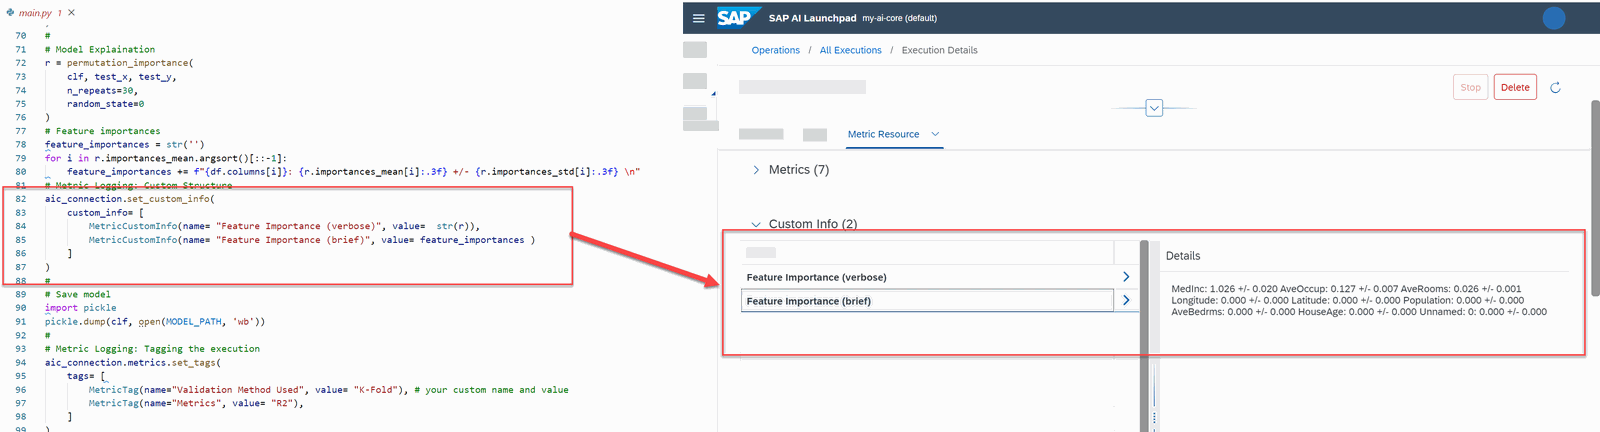 main.py 1 ×
70 #
71 # Model Explaination
72 r = permutation_importance(
73 clf, test_x, test_y,
74 n_repeats=30,
75 random_state=0
76 )
77 # Feature importances
78 feature_importances = str('')
79 for i in r.importances_mean.argsort()[::-1]:
80 feature_importances += f"{df.columns[i]}: {r.importances_mean[i]:.3f} +/- {r.importances_std[i]:.3f} \n"
81 # Metric Logging: Custom Structure
82 aic_connection.set_custom_info(
83 custom_info= [
84 MetricCustomInfo(name= "Feature Importance (verbose)", value= str(r)),
85 MetricCustomInfo(name= "Feature Importance (brief)", value= feature_importances )
86 ]
87 )
88 #
89 # Save model
90 import pickle
91 pickle.dump(clf, open(MODEL_PATH, 'wb'))
92 #
93 # Metric Logging: Tagging the execution
94 aic_connection.metrics.set_tags(
95 tags= [
96 MetricTag(name="Validation Method Used", value= "K-Fold"), # your custom name and value
97 MetricTag(name="Metrics", value= "R2"),
98 ]
99 )
SAP SAP AI Launchpad my-ai-core (default)
Operations / All Executions / Execution Details
Stop Delete
Metric Resource
Metrics (7)
Custom Info (2)
Feature Importance (verbose)
Feature Importance (brief)
Details
MedInc: 1.026 +/- 0.020 AveOccup: 0.127 +/- 0.007 AveRooms: 0.026 +/- 0.001
Longitude: 0.000 +/- 0.000 Latitude: 0.000 +/- 0.000 Population: 0.000 +/- 0.000
AveBedrms: 0.000 +/- 0.000 HouseAge: 0.000 +/- 0.000 Unnamed: 0: 0.000 +/- 0.000